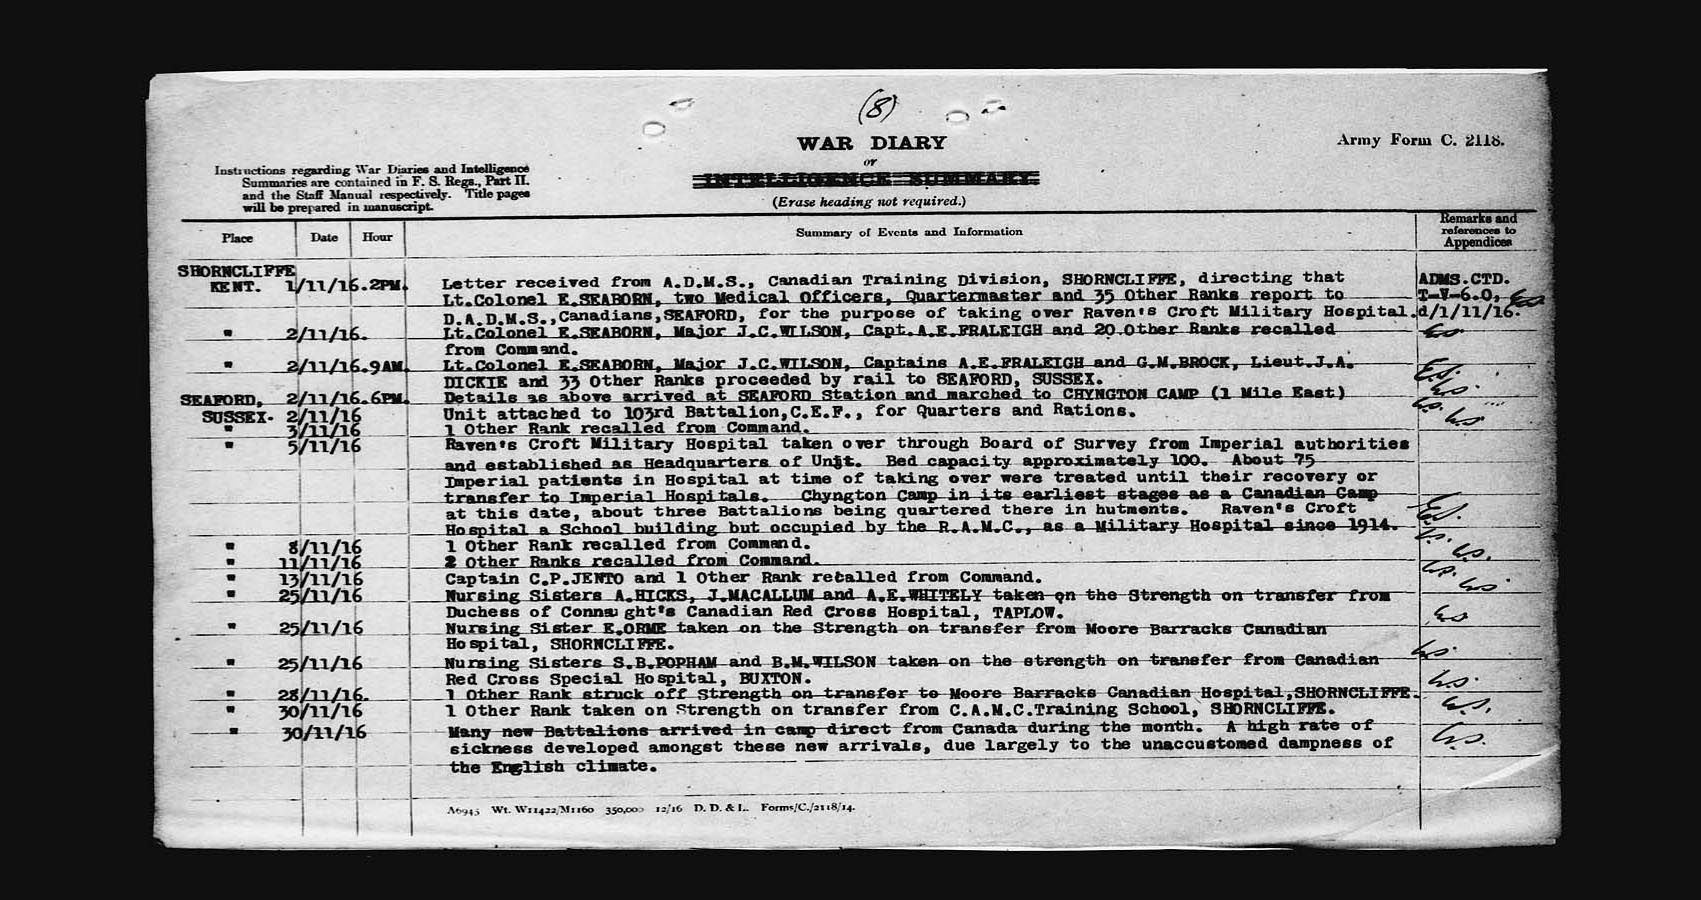 (8)
WAR DIARY
or
INTELLIGENCE SUMMARY.
(Erase heading not required.)
Army Form C. 2118.
Instructions regarding War Diaries and Intelligence
Summaries are contained in F. S. Regs., Part II.
and the Staff Manual respectively. Title pages
will be prepared in manuscript.
Place Date Hour Summary of Events and Information Remarks and references to Appendices
SHORNCLIFFE
KENT. 1/11/16.2PM. Letter received from A.D.M.S., Canadian Training Division, SHORNCLIFFE, directing that ADMS.CTD.
Lt.Colonel E.SEABORN, two Medical Officers, Quartermaster and 35 Other Ranks report to T-V-6.0,
D.A.D.M.S.,Canadians,SEAFORD, for the purpose of taking over Raven's Croft Military Hospital. d/1/11/16.
" 2/11/16. Lt.Colonel E.SEABORN, Major J.C.WILSON, Capt.A.E.FRALEIGH and 20 Other Ranks recalled
from Command.
" 2/11/16.9AM. Lt.Colonel E.SEABORN, Major J.C.WILSON, Captains A.E.FRALEIGH and G.M.BROCK, Lieut.J.A.
DICKIE and 33 Other Ranks proceeded by rail to SEAFORD, SUSSEX.
SEAFORD, 2/11/16.6PM. Details as above arrived at SEAFORD Station and marched to CHYNGTON CAMP (1 Mile East)
SUSSEX. 2/11/16 Unit attached to 103rd Battalion,C.E.F., for Quarters and Rations.
" 3/11/16 1 Other Rank recalled from Command.
" 5/11/16 Raven's Croft Military Hospital taken over through Board of Survey from Imperial authorities
and established as Headquarters of Unit. Bed capacity approximately 100. About 75
Imperial patients in Hospital at time of taking over were treated until their recovery or
transfer to Imperial Hospitals. Chyngton Camp in its earliest stages as a Canadian Camp
at this date, about three Battalions being quartered there in hutments. Raven's Croft
Hospital a School building but occupied by the R.A.M.C., as a Military Hospital since 1914.
" 8/11/16 1 Other Rank recalled from Command.
" 11/11/16 2 Other Ranks recalled from Command.
" 13/11/16 Captain C.P.JENTO and 1 Other Rank recalled from Command.
" 25/11/16 Nursing Sisters A.HICKS, J.MACALLUM and A.E.WHITELY taken on the Strength on transfer from
Duchess of Connaught's Canadian Red Cross Hospital, TAPLOW.
" 25/11/16 Nursing Sister E.ORME taken on the Strength on transfer from Moore Barracks Canadian
Hospital, SHORNCLIFFE.
" 25/11/16 Nursing Sisters S.B.POPHAM and B.M.WILSON taken on the strength on transfer from Canadian
Red Cross Special Hospital, BUXTON.
" 28/11/16. 1 Other Rank struck off Strength on transfer to Moore Barracks Canadian Hospital,SHORNCLIFFE.
" 30/11/16 1 Other Rank taken on Strength on transfer from C.A.M.C.Training School, SHORNCLIFFE.
" 30/11/16 Many new Battalions arrived in camp direct from Canada during the month. A high rate of
sickness developed amongst these new arrivals, due largely to the unaccustomed dampness of
the English climate.
A6945 Wt. W11422/M1160 350,000 12/16 D. D. & L. Forms/C./2118/14.